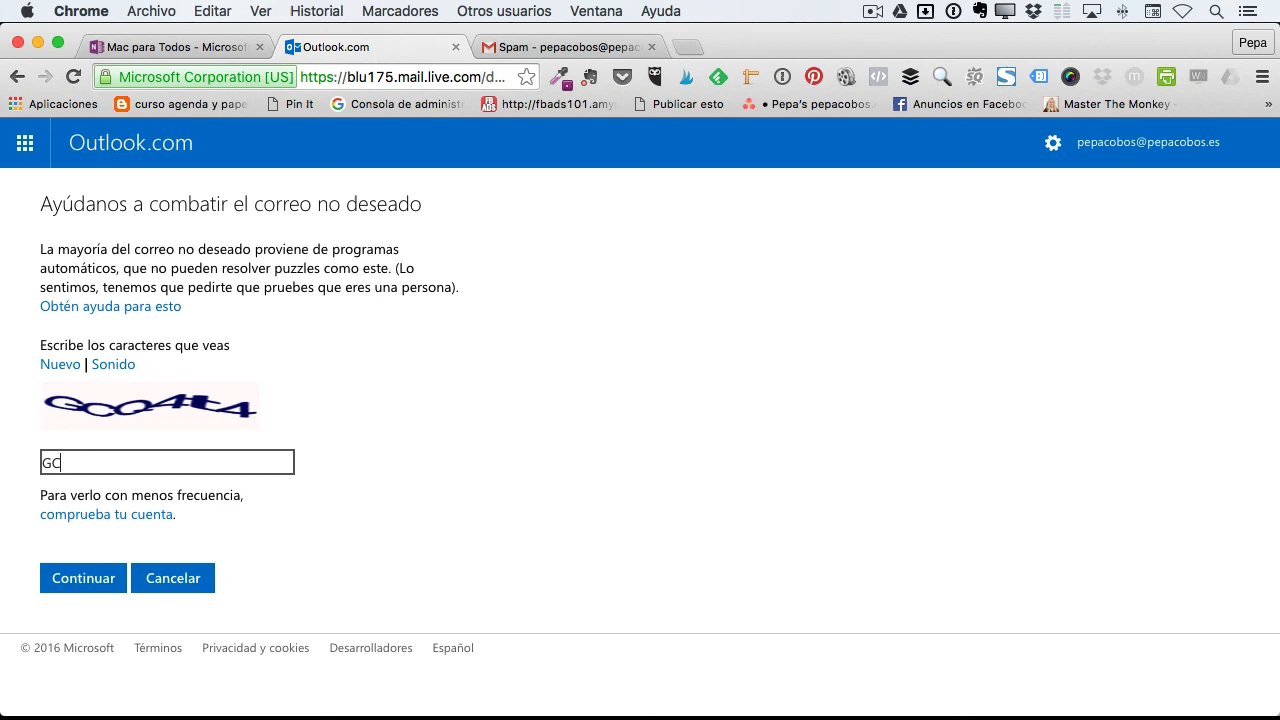 Chrome Archivo Editar Ver Historial Marcadores Otros usuarios Ventana Ayuda
Mac para Todos - Microsof
Outlook.com
Spam - pepacobos@pepac
Pepa
Microsoft Corporation [US] https://blu175.mail.live.com/d...
Aplicaciones
curso agenda y pape
Pin It
Consola de administ
http://fbads101.amy
Publicar esto
• Pepa's pepacobos.
Anuncios en Facebo
Master The Monkey
»
Outlook.com
pepacobos@pepacobos.es
Ayúdanos a combatir el correo no deseado
La mayoría del correo no deseado proviene de programas
automáticos, que no pueden resolver puzzles como este. (Lo
sentimos, tenemos que pedirte que pruebes que eres una persona).
Obtén ayuda para esto
Escribe los caracteres que veas
Nuevo | Sonido
GC
Para verlo con menos frecuencia,
comprueba tu cuenta.
Continuar Cancelar
© 2016 Microsoft Términos Privacidad y cookies Desarrolladores Español